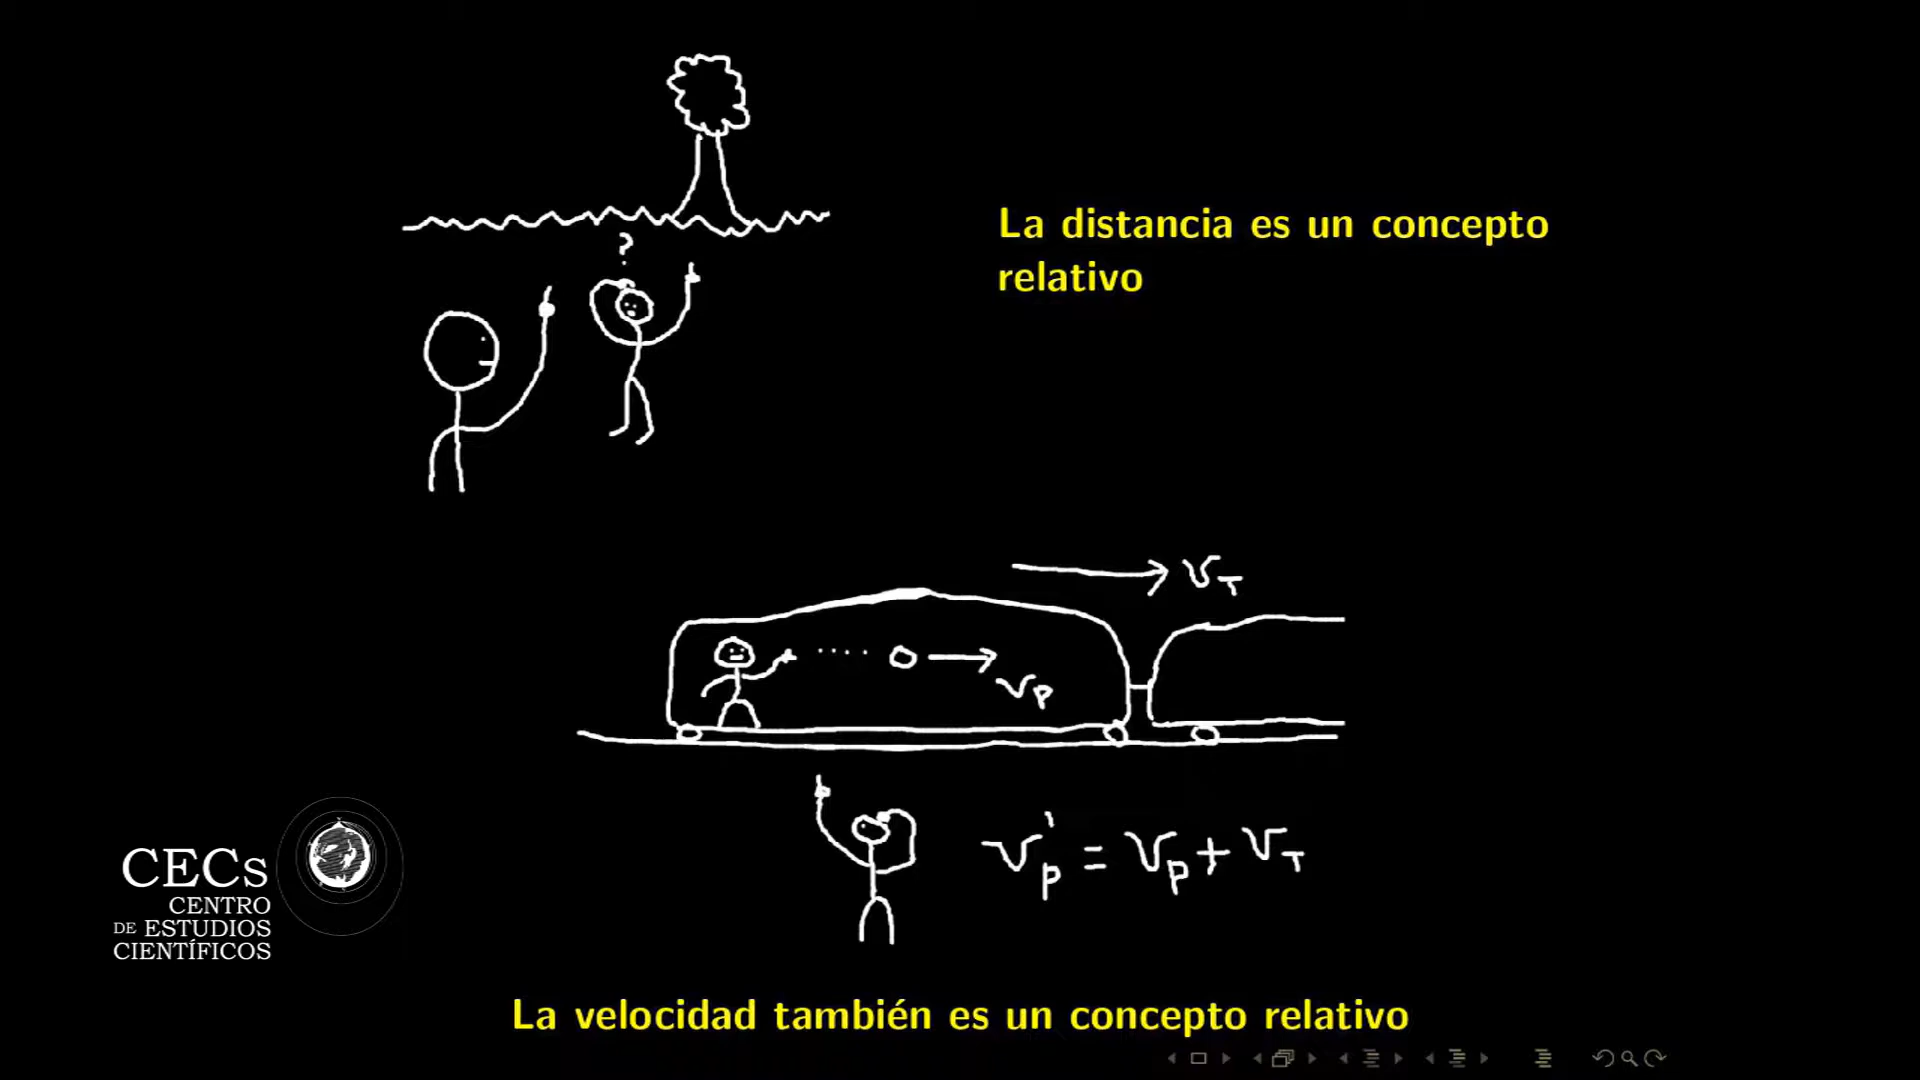 La distancia es un concepto
relativo
?
v_T
v_p
v'_p = v_p + v_T
CECs
CENTRO
DE ESTUDIOS
CIENTÍFICOS
La velocidad también es un concepto relativo